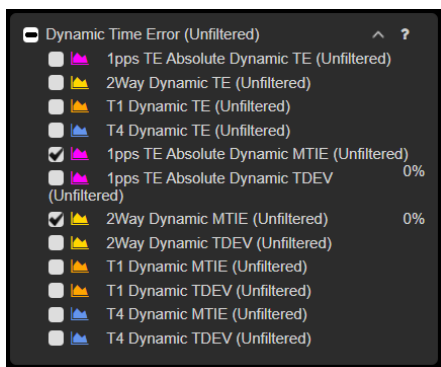 Dynamic Time Error (Unfiltered) ?
1pps TE Absolute Dynamic TE (Unfiltered)
2Way Dynamic TE (Unfiltered)
T1 Dynamic TE (Unfiltered)
T4 Dynamic TE (Unfiltered)
1pps TE Absolute Dynamic MTIE (Unfiltered)
0%
1pps TE Absolute Dynamic TDEV
(Unfiltered)
2Way Dynamic MTIE (Unfiltered) 0%
2Way Dynamic TDEV (Unfiltered)
T1 Dynamic MTIE (Unfiltered)
T1 Dynamic TDEV (Unfiltered)
T4 Dynamic MTIE (Unfiltered)
T4 Dynamic TDEV (Unfiltered)